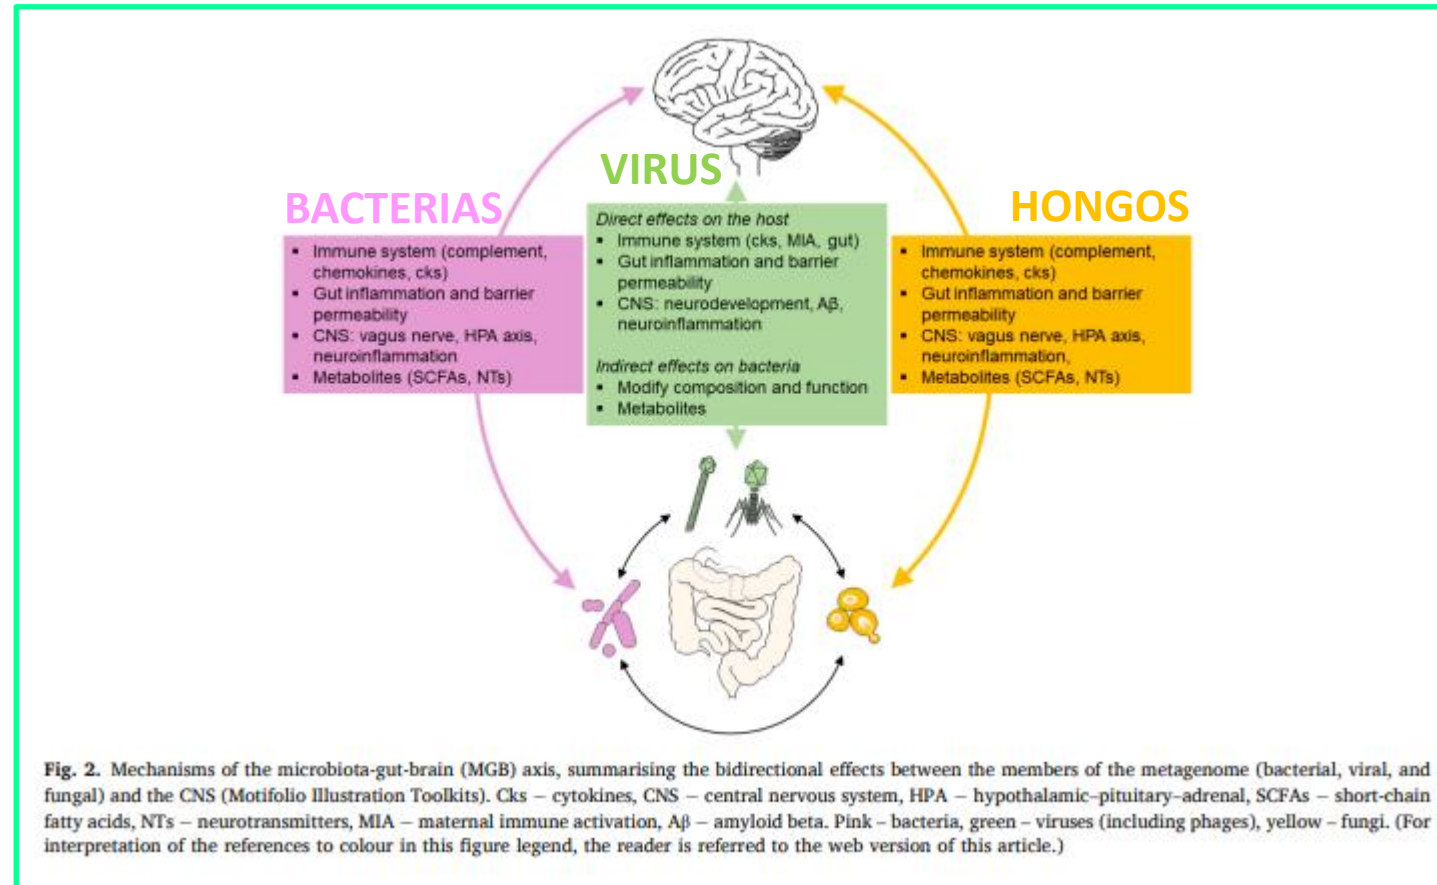 VIRUS
BACTERIAS
HONGOS
▪ Immune system (complement,
chemokines, cks)
▪ Gut inflammation and barrier
permeability
▪ CNS: vagus nerve, HPA axis,
neuroinflammation
▪ Metabolites (SCFAs, NTs)
Direct effects on the host
▪ Immune system (cks, MIA, gut)
▪ Gut inflammation and barrier
permeability
▪ CNS: neurodevelopment, Aβ,
neuroinflammation
Indirect effects on bacteria
▪ Modify composition and function
▪ Metabolites
▪ Immune system (complement,
chemokines, cks)
▪ Gut inflammation and barrier
permeability
▪ CNS: vagus nerve, HPA axis,
neuroinflammation,
▪ Metabolites (SCFAs, NTs)
Fig. 2. Mechanisms of the microbiota-gut-brain (MGB) axis, summarising the bidirectional effects between the members of the metagenome (bacterial, viral, and
fungal) and the CNS (Motifolio Illustration Toolkits). Cks – cytokines, CNS – central nervous system, HPA – hypothalamic–pituitary–adrenal, SCFAs – short-chain
fatty acids, NTs – neurotransmitters, MIA – maternal immune activation, Aβ – amyloid beta. Pink – bacteria, green – viruses (including phages), yellow – fungi. (For
interpretation of the references to colour in this figure legend, the reader is referred to the web version of this article.)